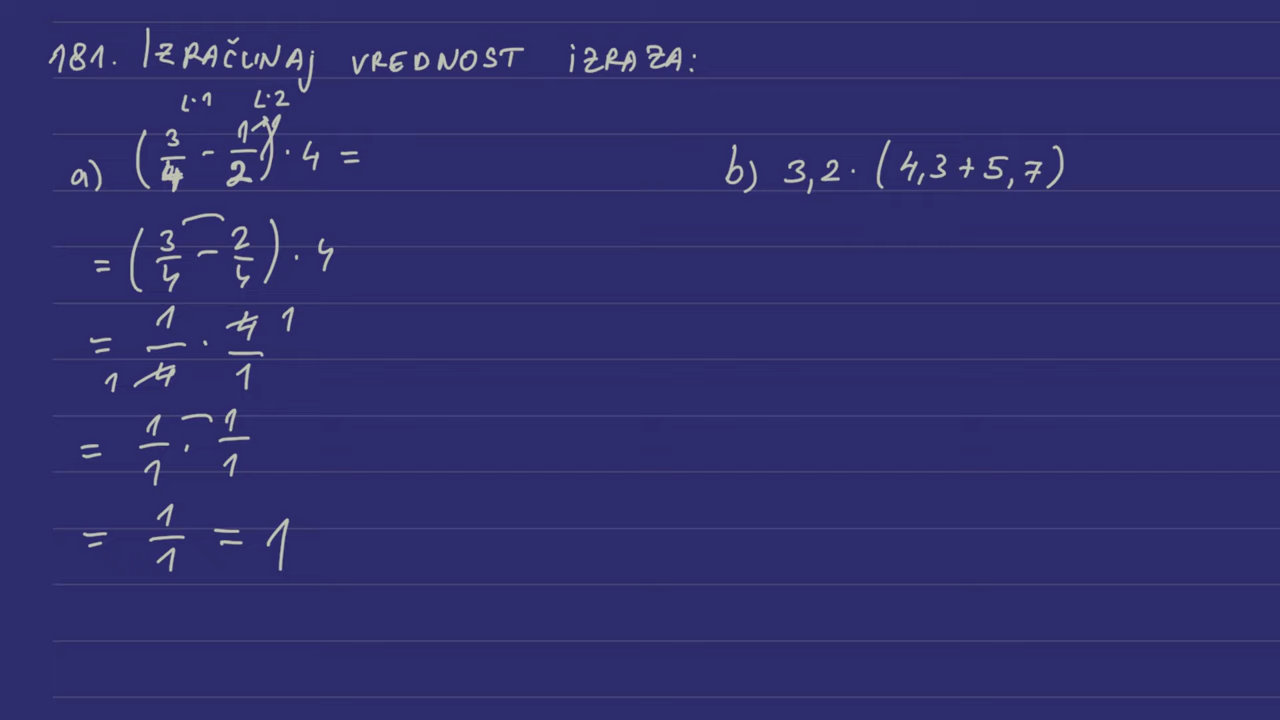 181. IZRAČUNAJ VREDNOST IZRAZA:
L·1 L·2
a) (3/4 - 1/2) · 4 =
= (3/4 - 2/4) · 4
= 1/4 · 4/1
1 1
= 1/1 · 1/1
= 1/1 = 1
b) 3,2 · (4,3 + 5,7)